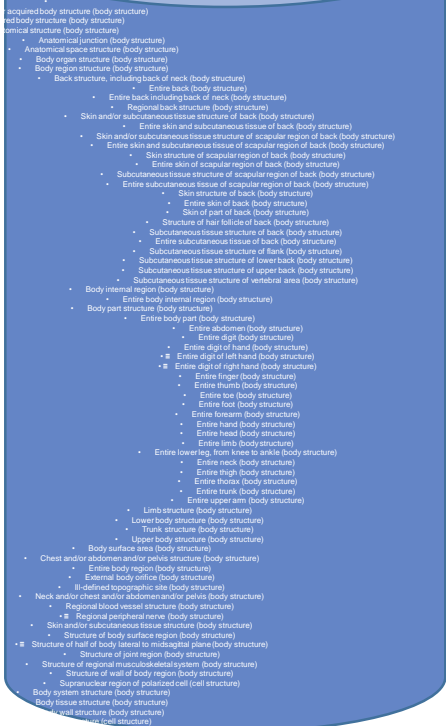 acquired body structure (body structure)
red body structure (body structure)
tomical structure (body structure)
• Anatomical junction (body structure)
• Anatomical space structure (body structure)
• Body organ structure (body structure)
• Body region structure (body structure)
• Back structure, including back of neck (body structure)
• Entire back (body structure)
• Entire back including back of neck (body structure)
• Regional back structure (body structure)
• Skin and/or subcutaneous tissue structure of back (body structure)
• Entire skin and subcutaneous tissue of back (body structure)
• Skin and/or subcutaneous tissue structure of scapular region of back (body structure)
• Entire skin and subcutaneous tissue of scapular region of back (body structure)
• Skin structure of scapular region of back (body structure)
• Entire skin of scapular region of back (body structure)
• Subcutaneous tissue structure of scapular region of back (body structure)
• Entire subcutaneous tissue of scapular region of back (body structure)
• Skin structure of back (body structure)
• Entire skin of back (body structure)
• Skin of part of back (body structure)
• Structure of hair follicle of back (body structure)
• Subcutaneous tissue structure of back (body structure)
• Entire subcutaneous tissue of back (body structure)
• Subcutaneous tissue structure of flank (body structure)
• Subcutaneous tissue structure of lower back (body structure)
• Subcutaneous tissue structure of upper back (body structure)
• Subcutaneous tissue structure of vertebral area (body structure)
• Body internal region (body structure)
• Entire body internal region (body structure)
• Body part structure (body structure)
• Entire body part (body structure)
• Entire abdomen (body structure)
• Entire digit (body structure)
• Entire digit of hand (body structure)
• ≡ Entire digit of left hand (body structure)
• ≡ Entire digit of right hand (body structure)
• Entire finger (body structure)
• Entire thumb (body structure)
• Entire toe (body structure)
• Entire foot (body structure)
• Entire forearm (body structure)
• Entire hand (body structure)
• Entire head (body structure)
• Entire limb (body structure)
• Entire lower leg, from knee to ankle (body structure)
• Entire neck (body structure)
• Entire thigh (body structure)
• Entire thorax (body structure)
• Entire trunk (body structure)
• Entire upper arm (body structure)
• Limb structure (body structure)
• Lower body structure (body structure)
• Trunk structure (body structure)
• Upper body structure (body structure)
• Body surface area (body structure)
• Chest and/or abdomen and/or pelvis structure (body structure)
• Entire body region (body structure)
• External body orifice (body structure)
• Ill-defined topographic site (body structure)
• Neck and/or chest and/or abdomen and/or pelvis (body structure)
• Regional blood vessel structure (body structure)
• ≡ Regional peripheral nerve (body structure)
• Skin and/or subcutaneous tissue structure (body structure)
• Structure of body surface region (body structure)
• ≡ Structure of half of body lateral to midsagittal plane (body structure)
• Structure of joint region (body structure)
• Structure of regional musculoskeletal system (body structure)
• Structure of wall of body region (body structure)
• Supranuclear region of polarized cell (cell structure)
• Body system structure (body structure)
Body tissue structure (body structure)
wall structure (body structure)
(cell structure)